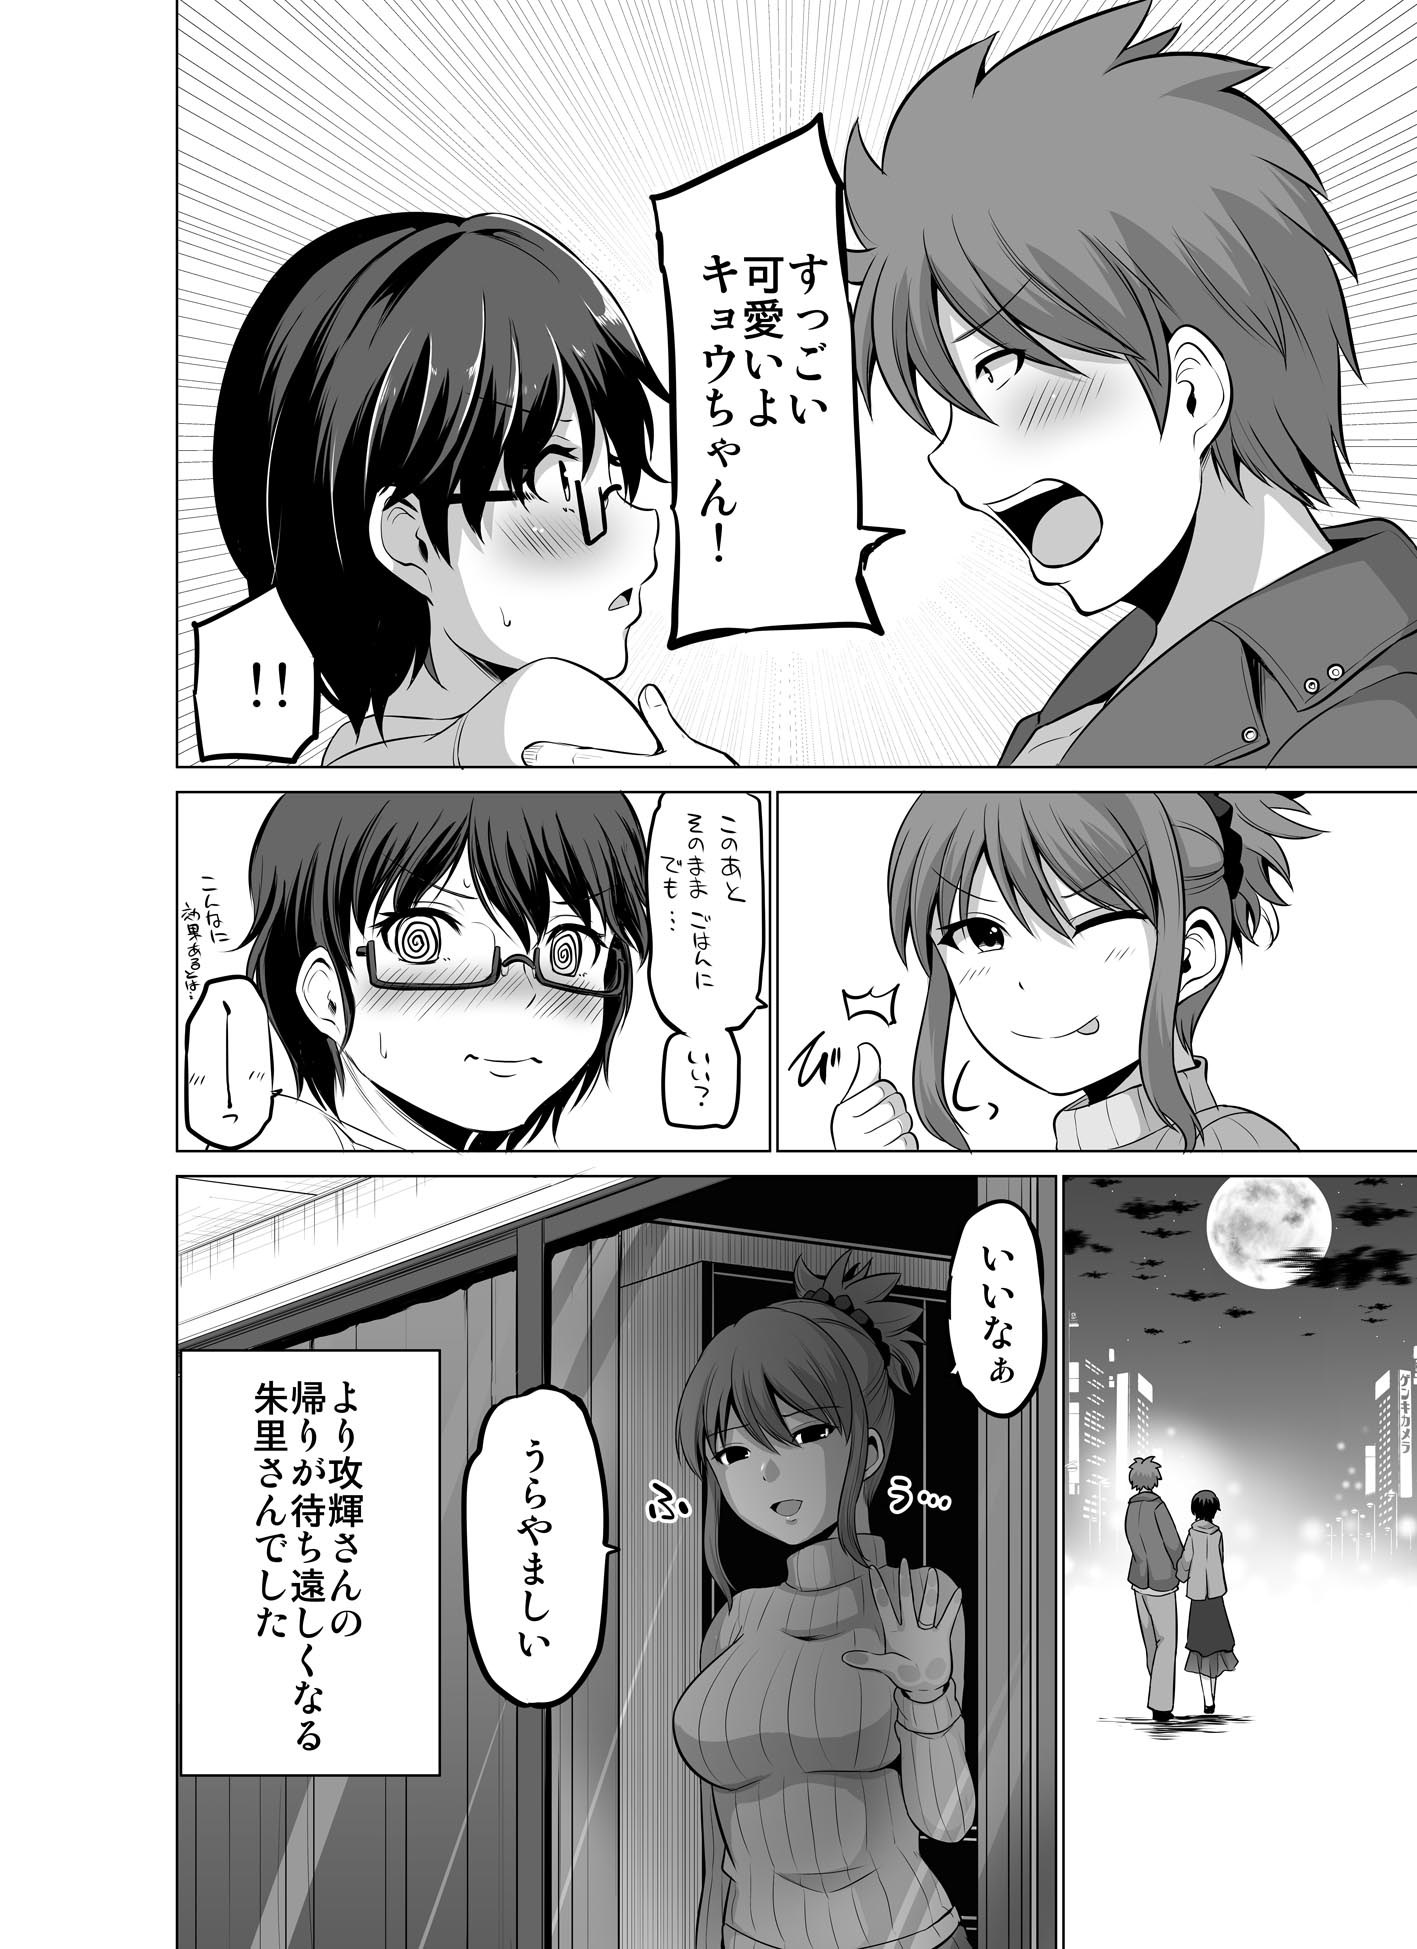 すっごい
可愛いよ
キョウちゃん！
！！
ビッ
このあと
そのまま ごはんに
でも…
いい？
こんなに
効果あるとは…
ーーっ
ゲンキカメラ
いいなぁ
う…
ふ
うらやましい
より攻輝さんの
帰りが待ち遠しくなる
朱里さんでした